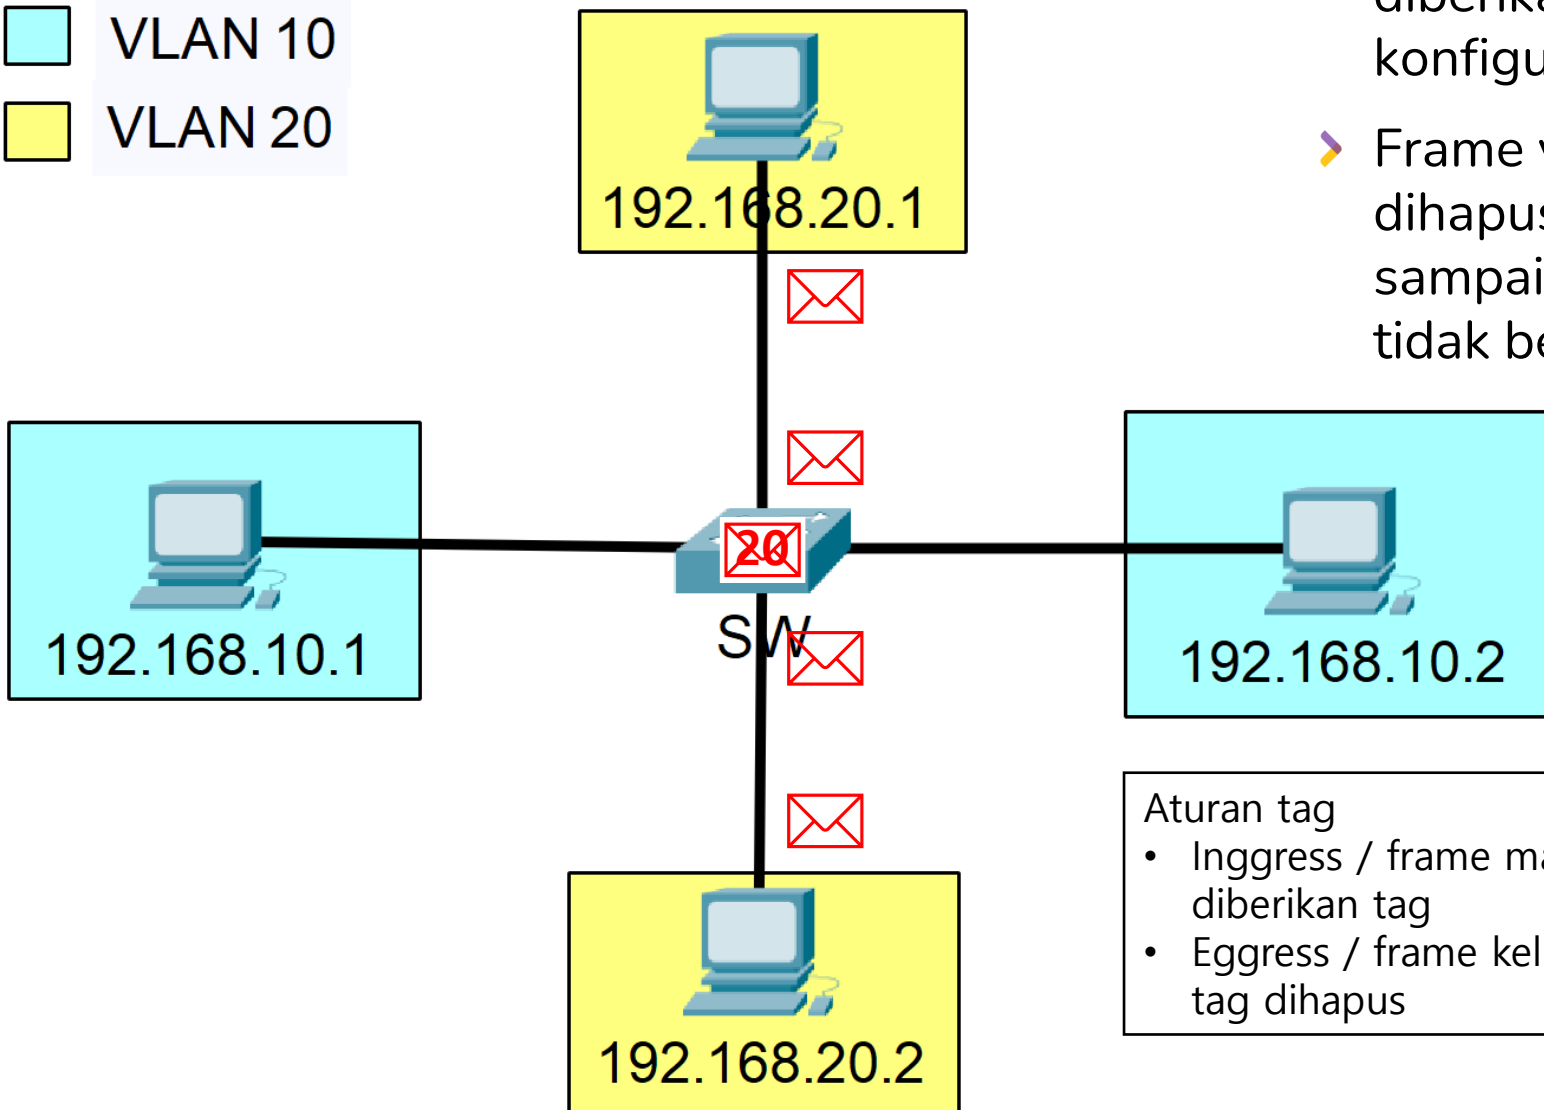 VLAN 10
VLAN 20
192.168.20.1
konfigu
Frame
dihapus
sampai
tidak be
192.168.10.1
20
SW
192.168.10.2
192.168.20.2
Aturan tag
• Inggress / frame ma
diberikan tag
• Eggress / frame kel
tag dihapus